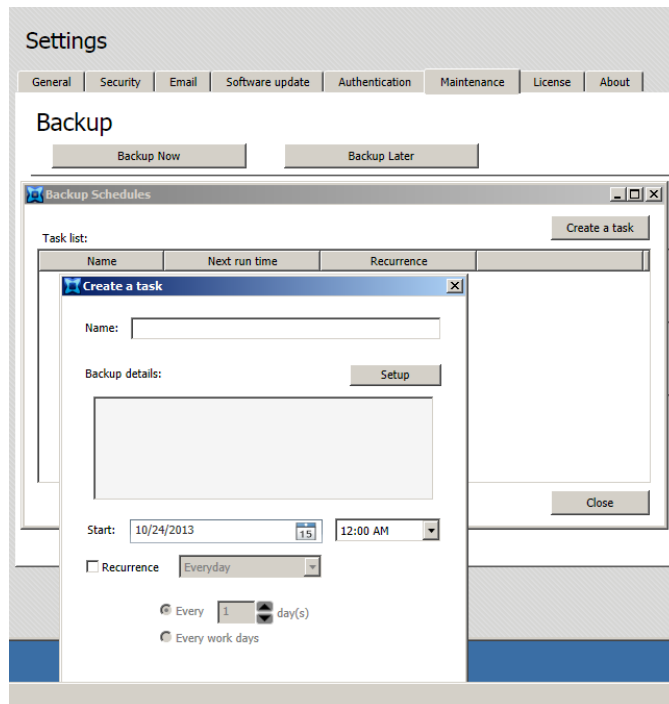 Settings
General Security Email Software update Authentication Maintenance License About
Backup
Backup Now Backup Later
Backup Schedules
Create a task
Task list:
Name Next run time Recurrence
Create a task
Name:
Backup details: Setup
Close
Start: 10/24/2013 15 12:00 AM
Recurrence Everyday
Every 1 day(s)
Every work days